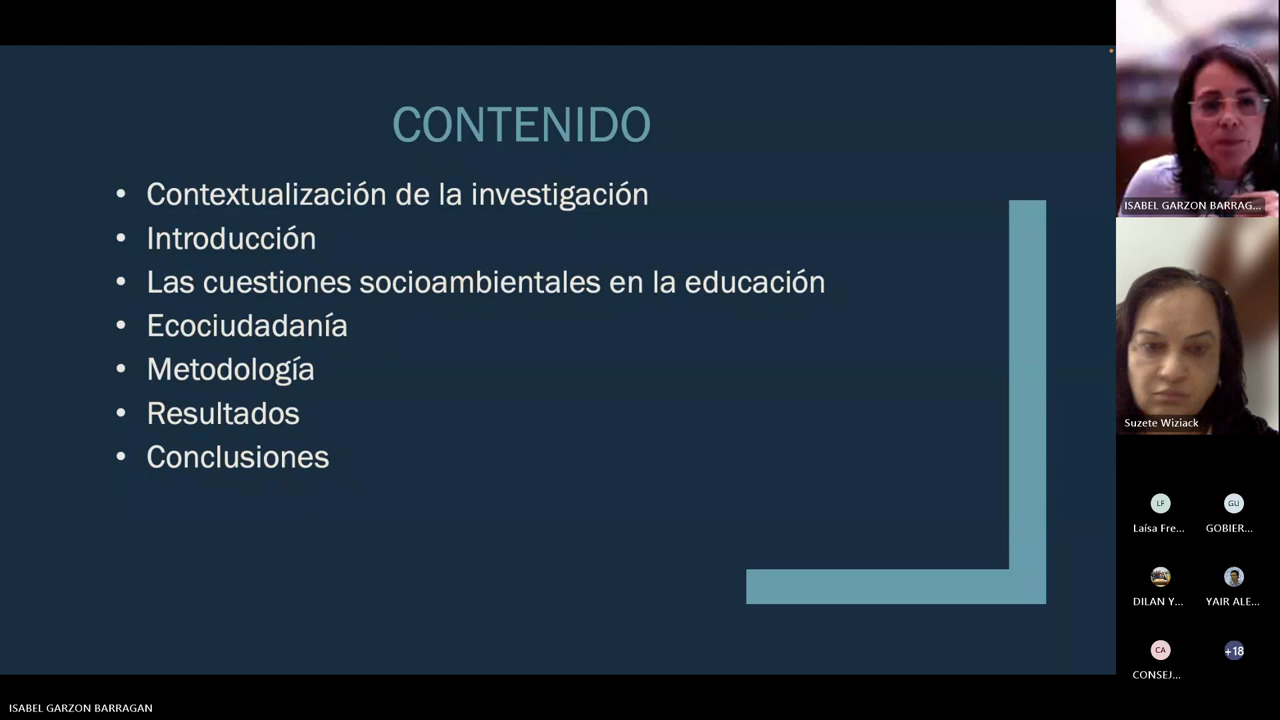 CONTENIDO
• Contextualización de la investigación
• Introducción
• Las cuestiones socioambientales en la educación
• Ecociudadanía
• Metodología
• Resultados
• Conclusiones
ISABEL GARZON BARRAG...
Suzete Wiziack
LF
GU
Laísa Fre...
GOBIER...
DILAN Y...
YAIR ALE...
CA
+18
CONSEJ...
ISABEL GARZON BARRAGAN